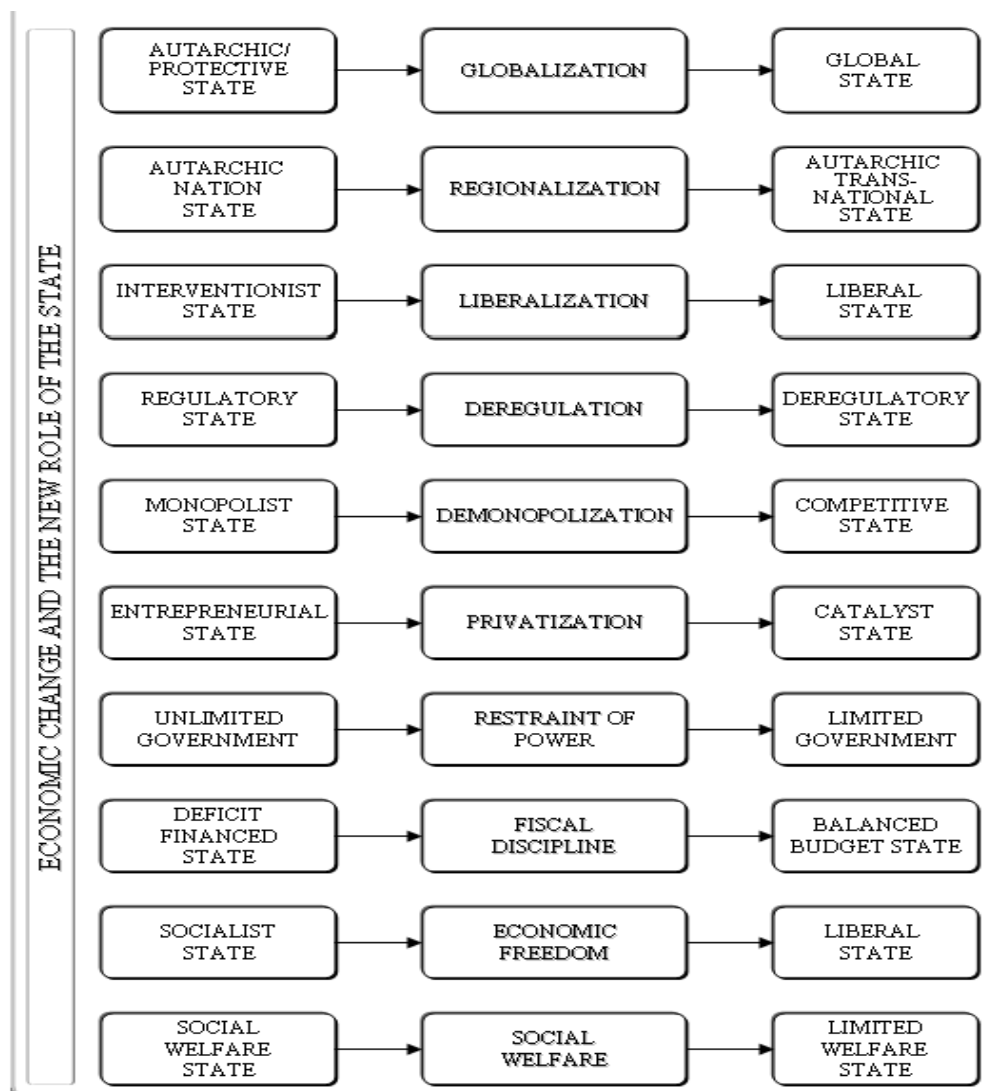 ECONOMIC CHANGE AND THE NEW ROLE OF THE STATE
AUTARCHIC/
PROTECTIVE
STATE
GLOBALIZATION
GLOBAL
STATE
AUTARCHIC
NATION
STATE
REGIONALIZATION
AUTARCHIC
TRANS-
NATIONAL
STATE
INTERVENTIONIST
STATE
LIBERALIZATION
LIBERAL
STATE
REGULATORY
STATE
DEREGULATION
DEREGULATORY
STATE
MONOPOLIST
STATE
DEMONOPOLIZATION
COMPETITIVE
STATE
ENTREPRENEURIAL
STATE
PRIVATIZATION
CATALYST
STATE
UNLIMITED
GOVERNMENT
RESTRAINT OF
POWER
LIMITED
GOVERNMENT
DEFICIT
FINANCED
STATE
FISCAL
DISCIPLINE
BALANCED
BUDGET STATE
SOCIALIST
STATE
ECONOMIC
FREEDOM
LIBERAL
STATE
SOCIAL
WELFARE
STATE
SOCIAL
WELFARE
LIMITED
WELFARE
STATE